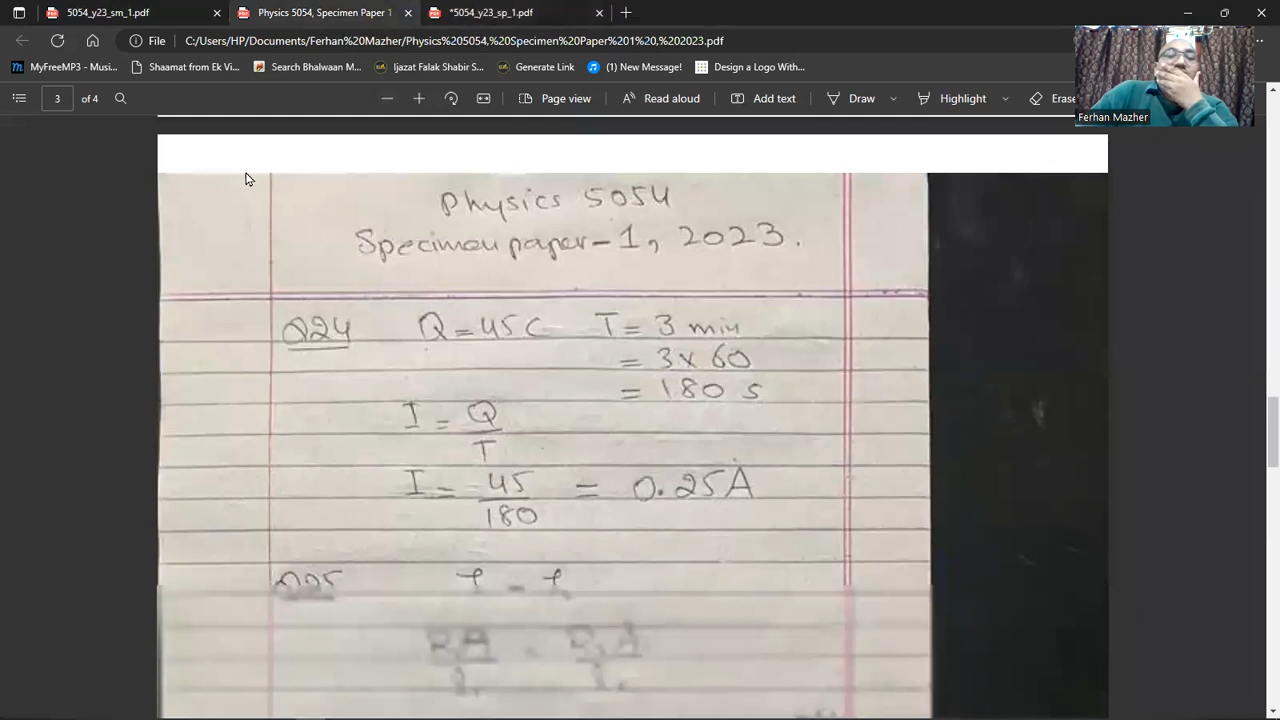 5054_y23_sm_1.pdf
Physics 5054, Specimen Paper 1
*5054_y23_sp_1.pdf
File
C:/Users/HP/Documents/Ferhan%20Mazher/Physics%205054,%20Specimen%20Paper%201%20,%202023.pdf
MyFreeMP3 - Musi...
Shaamat from Ek Vi...
Search Bhalwaan M...
Ijazat Falak Shabir S...
Generate Link
(1) New Message!
Design a Logo With...
3 of 4
Page view
Read aloud
Add text
Draw
Highlight
Erase
Ferhan Mazher
Physics 5054
Specimen paper-1, 2023.
Q24 Q = 45 C T = 3 min
= 3 x 60
= 180 s
I = Q/T
I = 45/180 = 0.25A
Q25